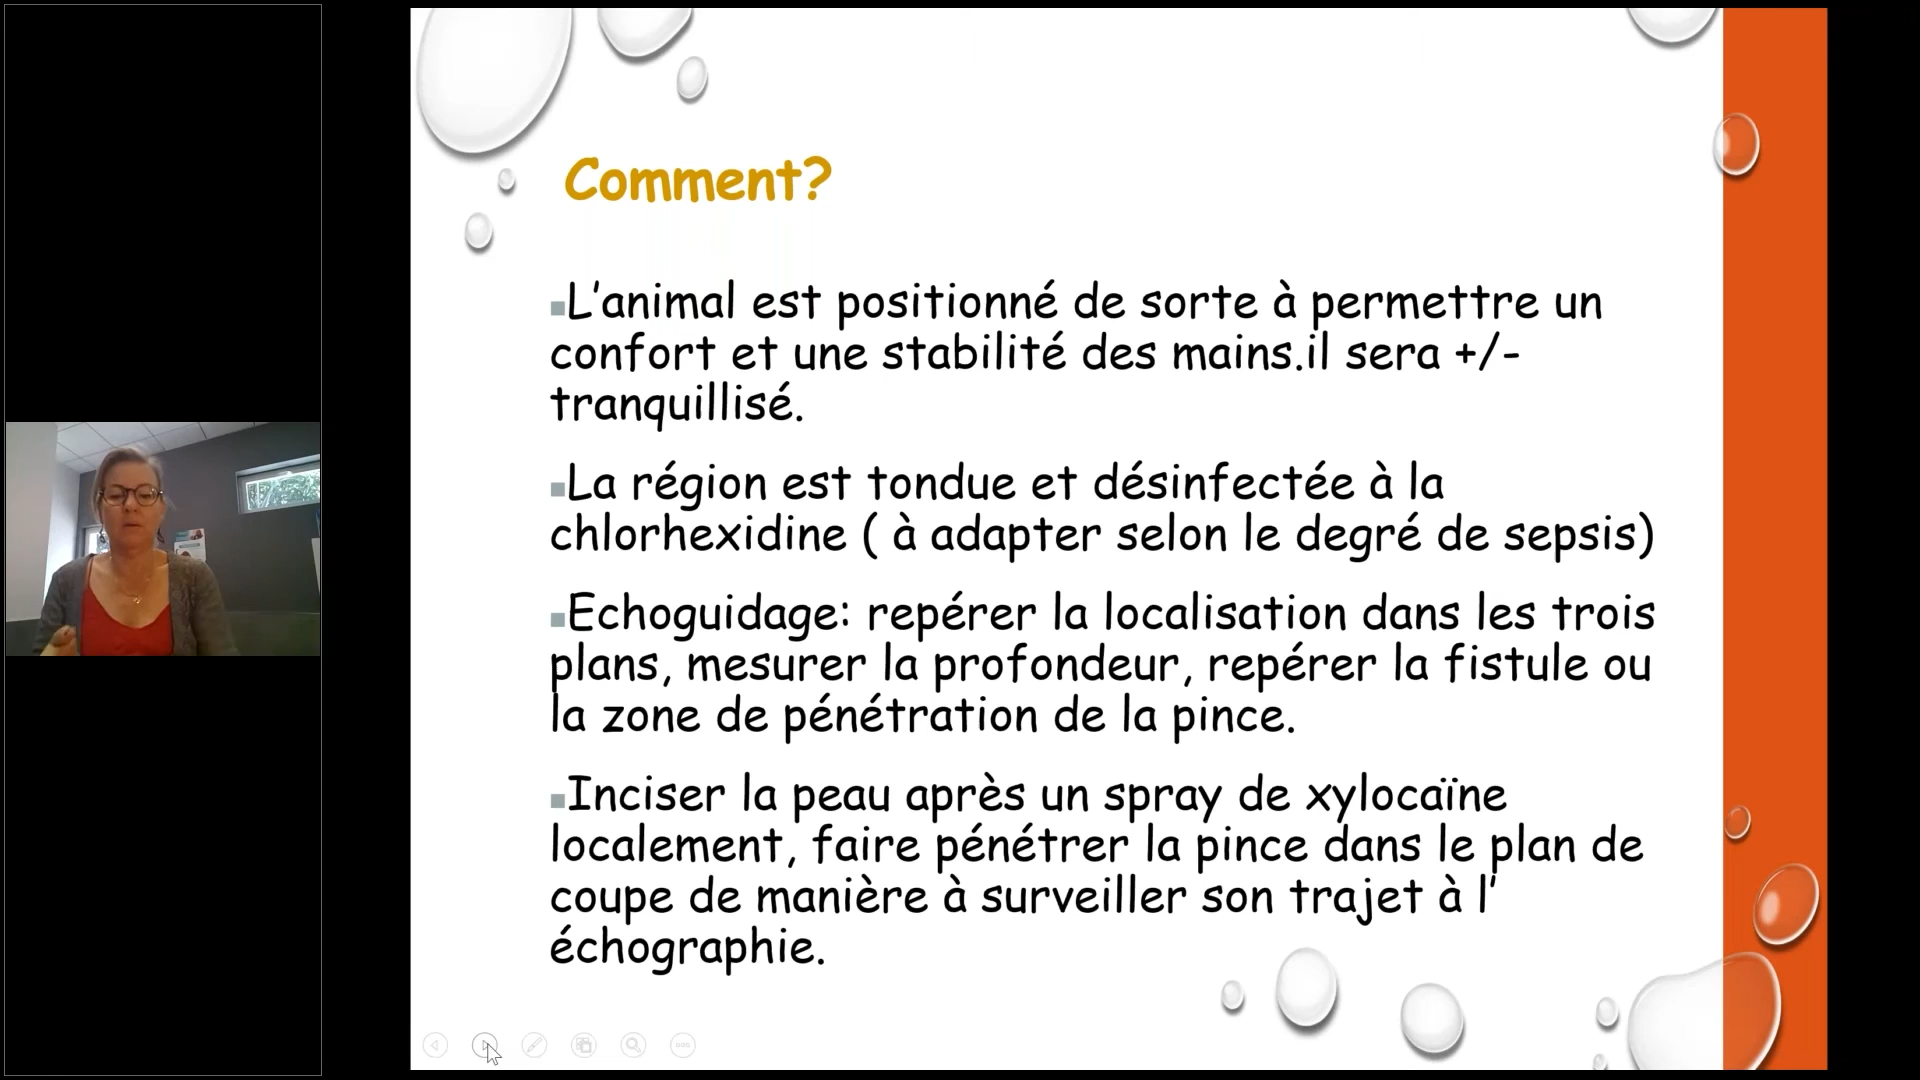 Comment?
▪L'animal est positionné de sorte à permettre un
confort et une stabilité des mains.il sera +/-
tranquillisé.
▪La région est tondue et désinfectée à la
chlorhexidine ( à adapter selon le degré de sepsis)
▪Echoguidage: repérer la localisation dans les trois
plans, mesurer la profondeur, repérer la fistule ou
la zone de pénétration de la pince.
▪Inciser la peau après un spray de xylocaïne
localement, faire pénétrer la pince dans le plan de
coupe de manière à surveiller son trajet à l'
échographie.